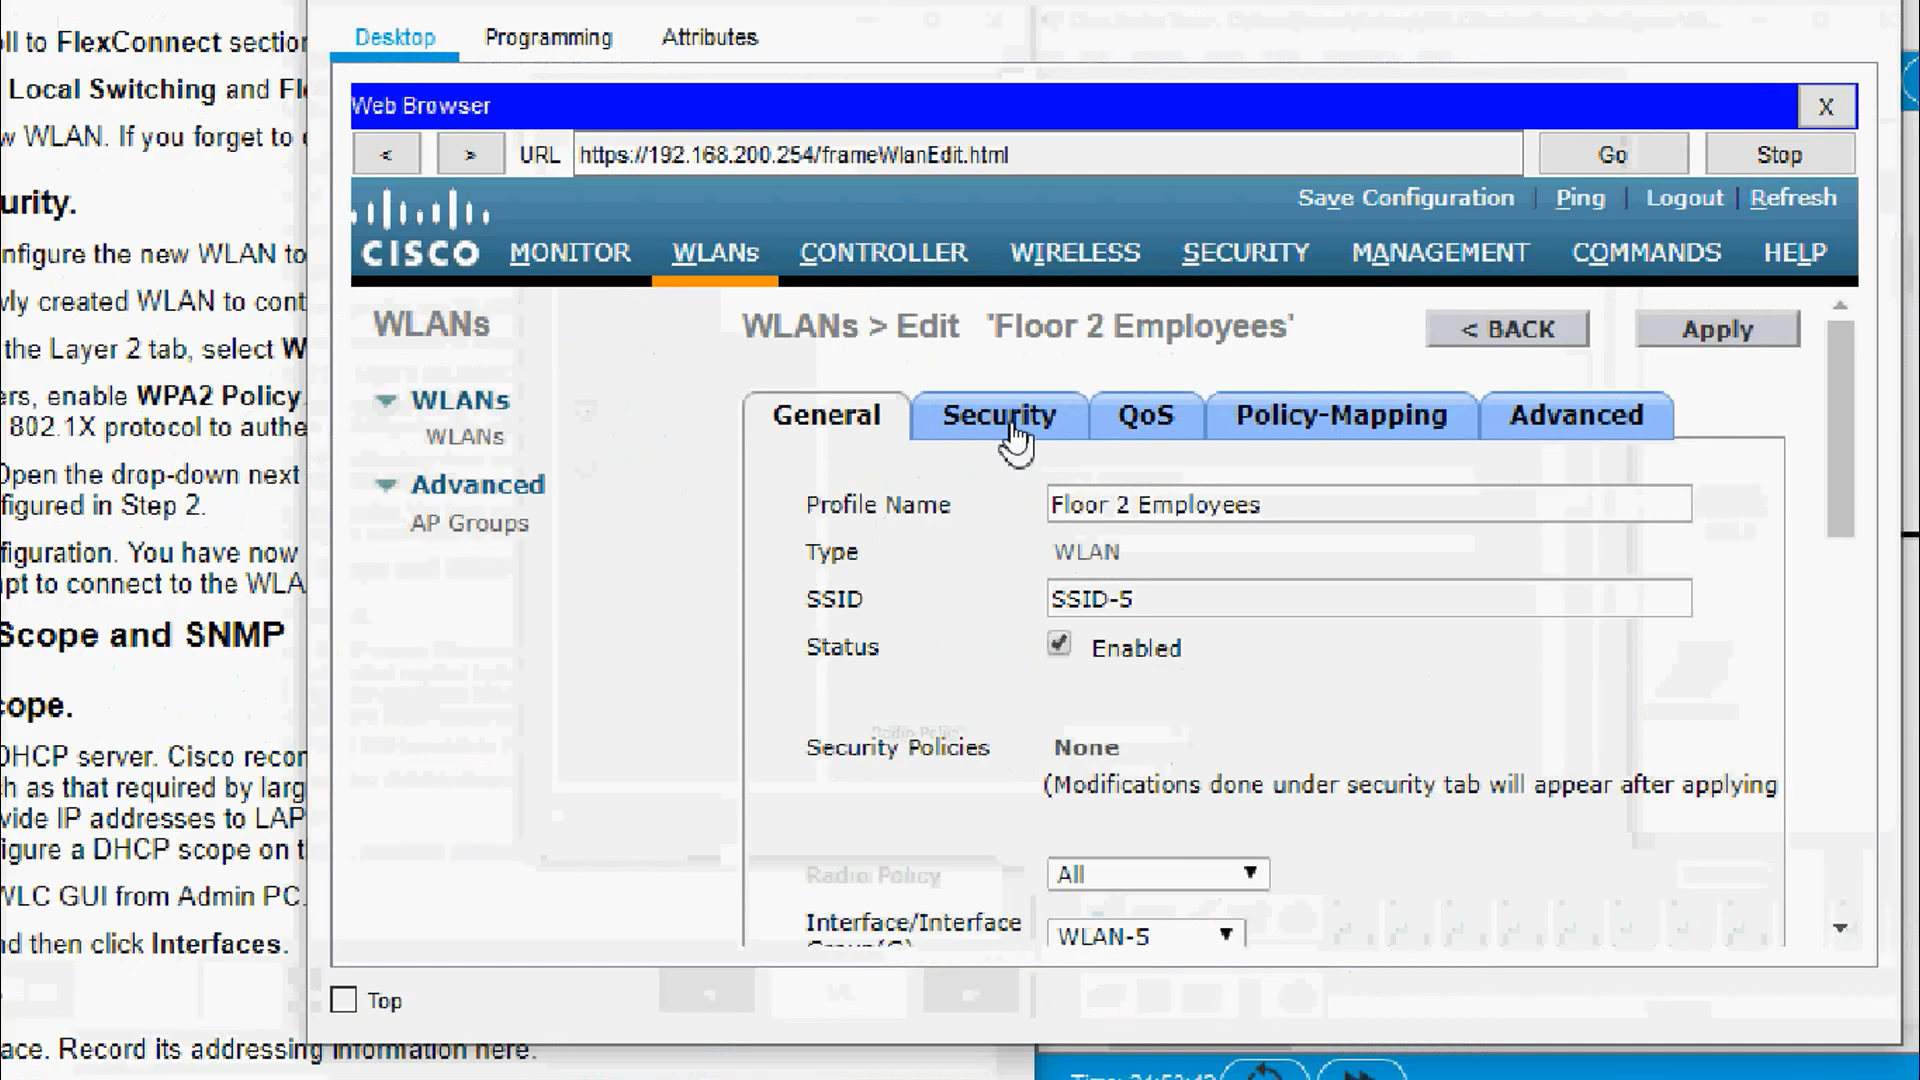 ll to FlexConnect section
Local Switching and Fl
w WLAN. If you forget to
urity.
nfigure the new WLAN to
wly created WLAN to cont
the Layer 2 tab, select W
ers, enable WPA2 Policy.
802.1X protocol to authe
Open the drop-down next
figured in Step 2.
figuration. You have now
pt to connect to the WLA
Scope and SNMP
cope.
DHCP server. Cisco recor
h as that required by larg
vide IP addresses to LAP
figure a DHCP scope on t
WLC GUI from Admin PC.
nd then click Interfaces.
ace. Record its addressing information here.
Desktop Programming Attributes
Web Browser X
< > URL https://192.168.200.254/frameWlanEdit.html Go Stop
Save Configuration | Ping | Logout | Refresh
CISCO MONITOR WLANs CONTROLLER WIRELESS SECURITY MANAGEMENT COMMANDS HELP
WLANs
WLANs
WLANs
Advanced
AP Groups
WLANs > Edit 'Floor 2 Employees' < BACK Apply
General Security QoS Policy-Mapping Advanced
Profile Name Floor 2 Employees
Type WLAN
SSID SSID-5
Status Enabled
Security Policies None
(Modifications done under security tab will appear after applying
Radio Policy All
Interface/Interface WLAN-5
Top